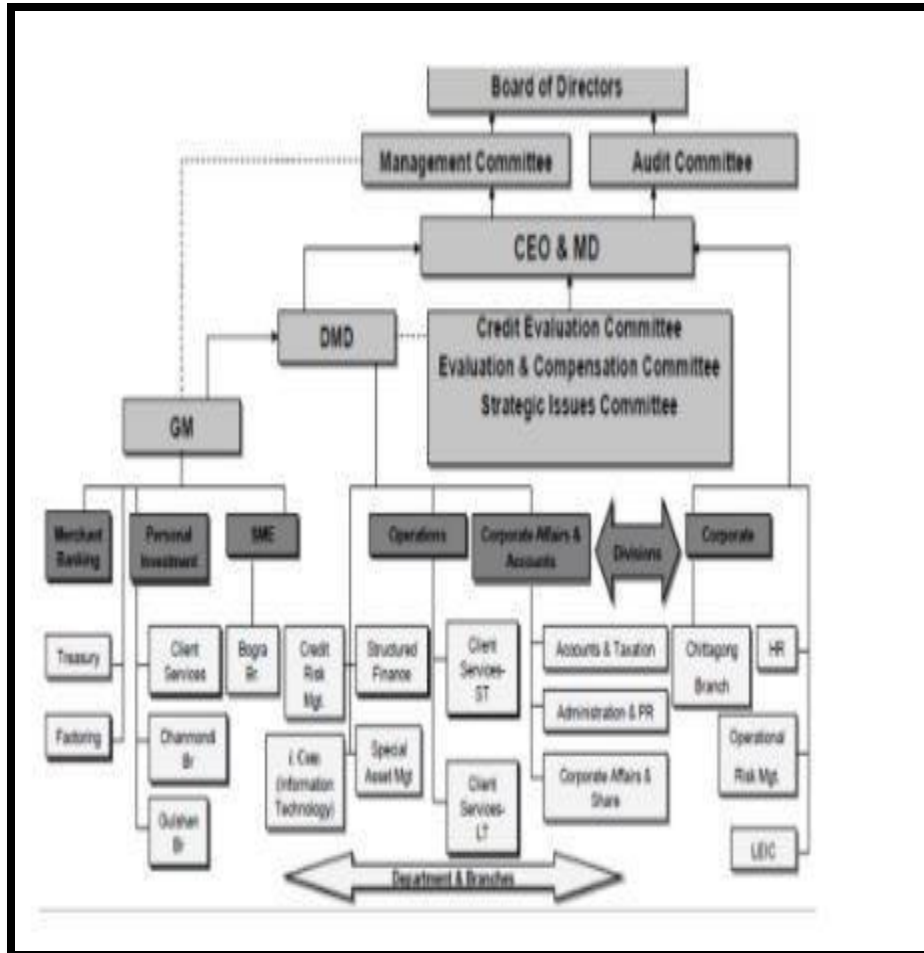 Board of Directors
Management Committee
Audit Committee
CEO & MD
DMD
Credit Evaluation Committee
Evaluation & Compensation Committee
Strategic Issues Committee
GM
Merchant
Banking
Personal
Investment
SME
Operations
Corporate Affairs &
Accounts
Divisions
Corporate
Treasury
Factoring
Client
Services
Dhanmondi
Br
Gulshan
Br
Bogra
Br.
Credit
Risk
Mgt.
Structured
Finance
(Information
Technology)
Special
Asset Mgt
Client
Services-
ST
Client
Services-
LT
Accounts & Taxation
Administration & PR
Corporate Affairs &
Share
Chittagong
Branch
HR
Operational
Risk Mgt.
Department & Branches